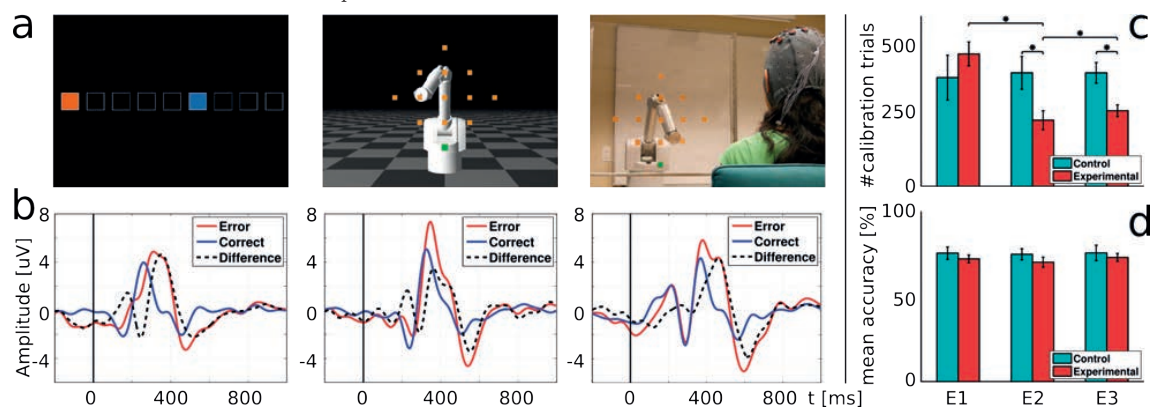 a
b
8
4
0
-4
Amplitude [uV]
Error
Correct
Difference
0
400
800
8
4
0
-4
Error
Correct
Difference
0
400
800
8
4
0
-4
Error
Correct
Difference
0
400
800
t [ms]
c
#calibration trials
500
250
0
Control
Experimental
d
mean accuracy [%]
100
50
0
Control
Experimental
E1
E2
E3